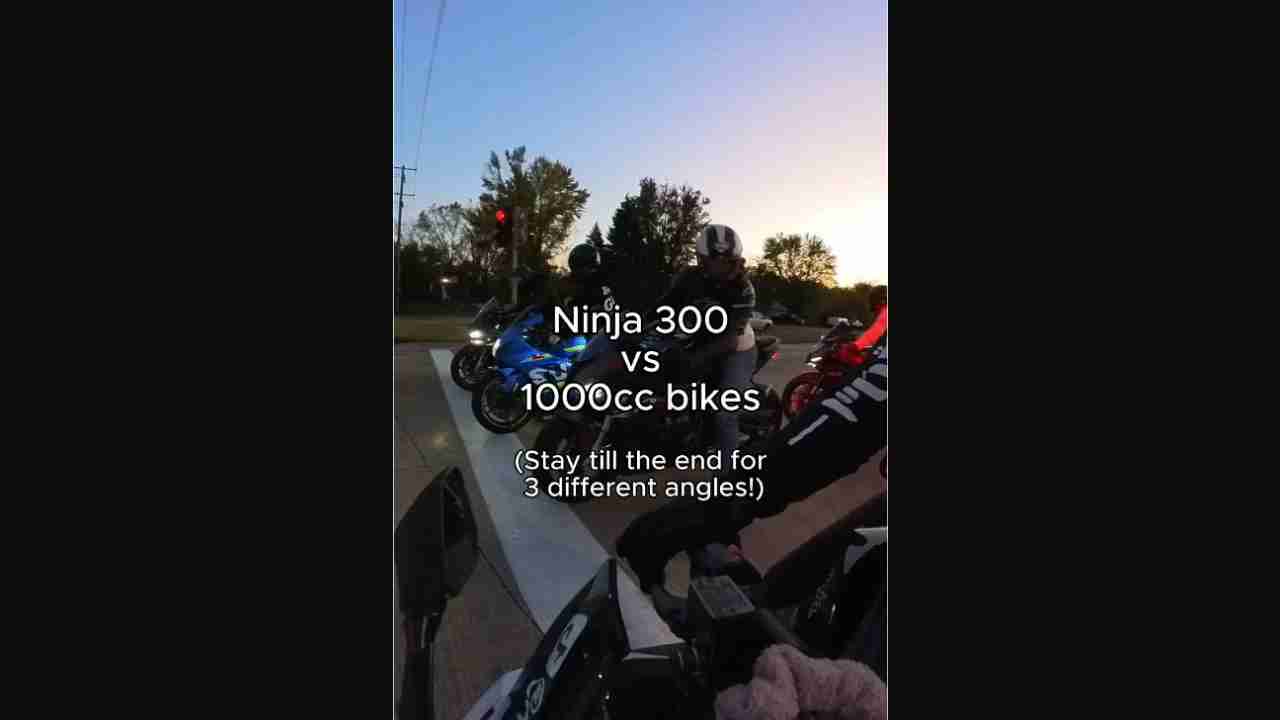 Ninja 300
vs
1000cc bikes
(Stay till the end for
3 different angles!)